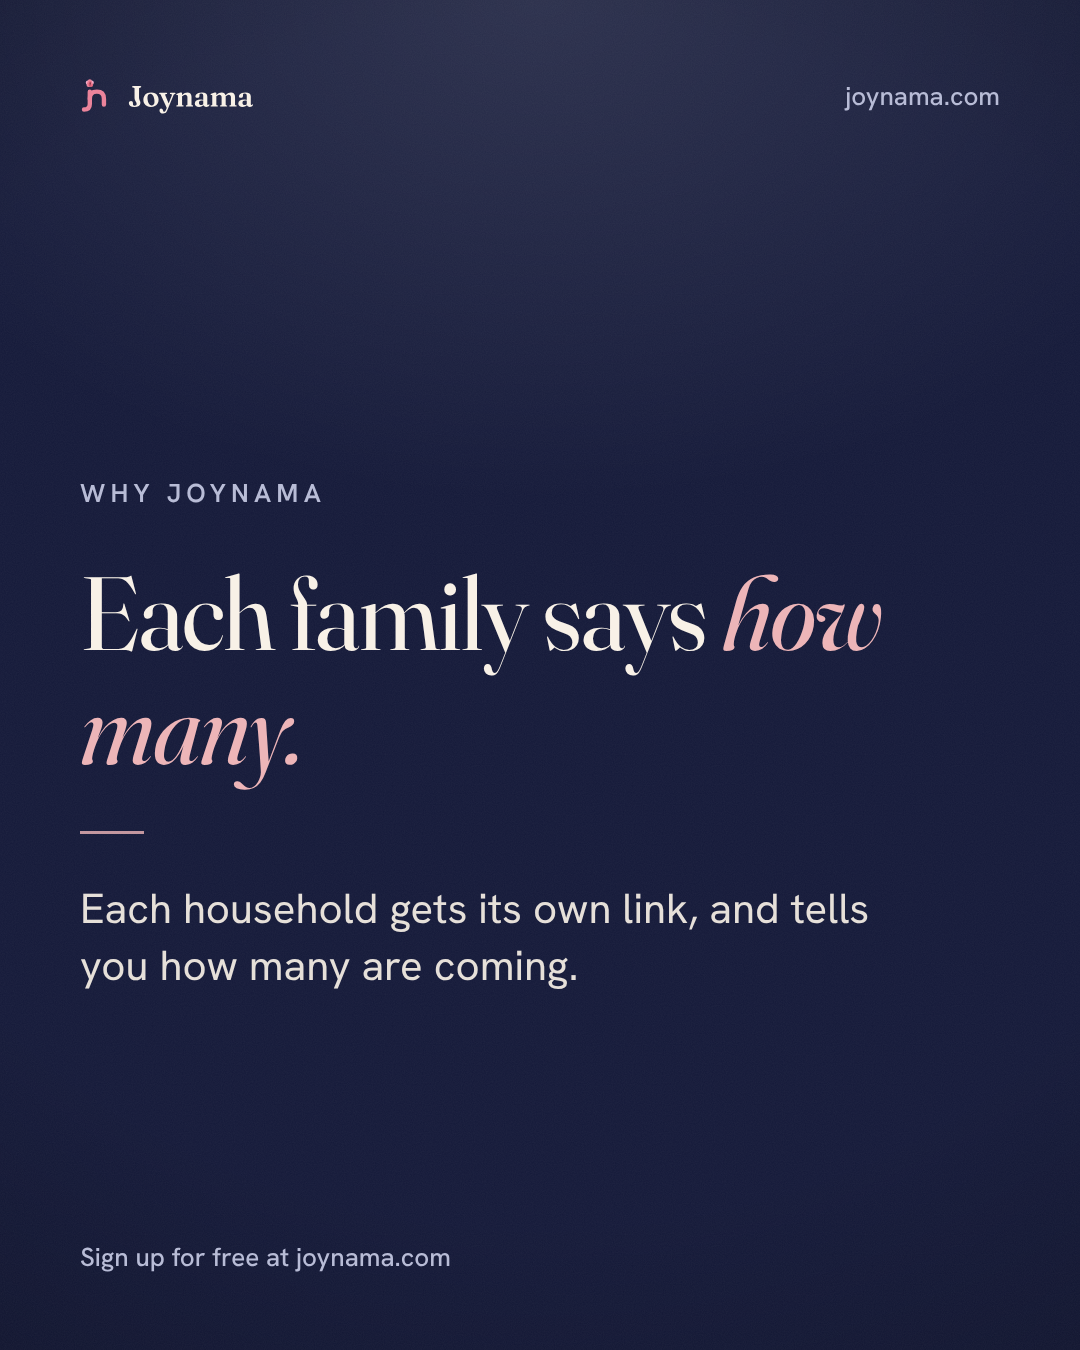 Joynama
joynama.com
WHY JOYNAMA
Each family says how
many.
Each household gets its own link, and tells
you how many are coming.
Sign up for free at joynama.com